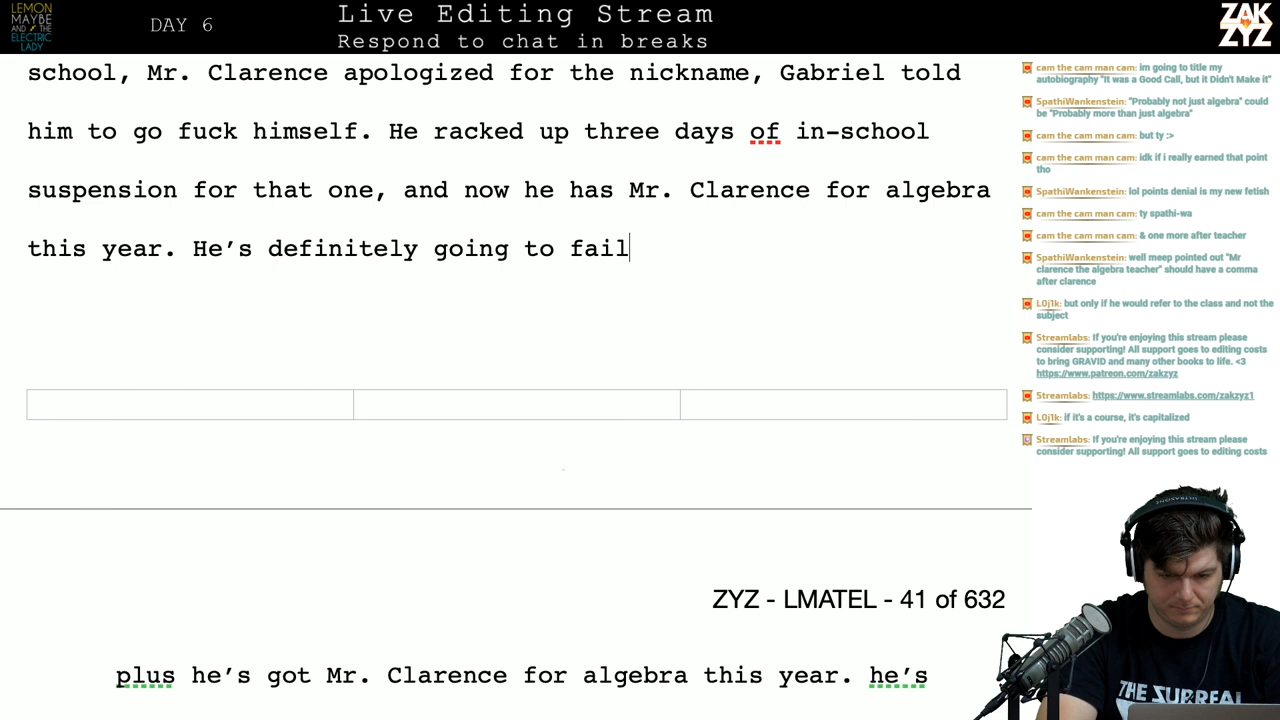 LEMON
MAYBE
AND THE
ELECTRIC
LADY
DAY 6
Live Editing Stream
Respond to chat in breaks
ZAK
ZYZ
school, Mr. Clarence apologized for the nickname, Gabriel told
him to go fuck himself. He racked up three days of in-school
suspension for that one, and now he has Mr. Clarence for algebra
this year. He’s definitely going to fail
ZYZ - LMATEL - 41 of 632
plus he’s got Mr. Clarence for algebra this year. he’s
cam the cam man cam: im going to title my
autobiography "It was a Good Call, but it Didn't Make it"
SpathiWankenstein: "Probably not just algebra" could
be "Probably more than just algebra"
cam the cam man cam: but ty :>
cam the cam man cam: idk if i really earned that point
tho
SpathiWankenstein: lol points denial is my new fetish
cam the cam man cam: ty spathi-wa
cam the cam man cam: & one more after teacher
SpathiWankenstein: well meep pointed out "Mr
clarence the algebra teacher" should have a comma
after clarence
L0j1k: but only if he would refer to the class and not the
subject
Streamlabs: If you're enjoying this stream please
consider supporting! All support goes to editing costs
to bring GRAVID and many other books to life. <3
https://www.patreon.com/zakzyz
Streamlabs: https://www.streamlabs.com/zakzyz1
L0j1k: if it's a course, it's capitalized
Streamlabs: If you're enjoying this stream please
consider supporting! All support goes to editing costs
ULTRASONE
THE SURREAL